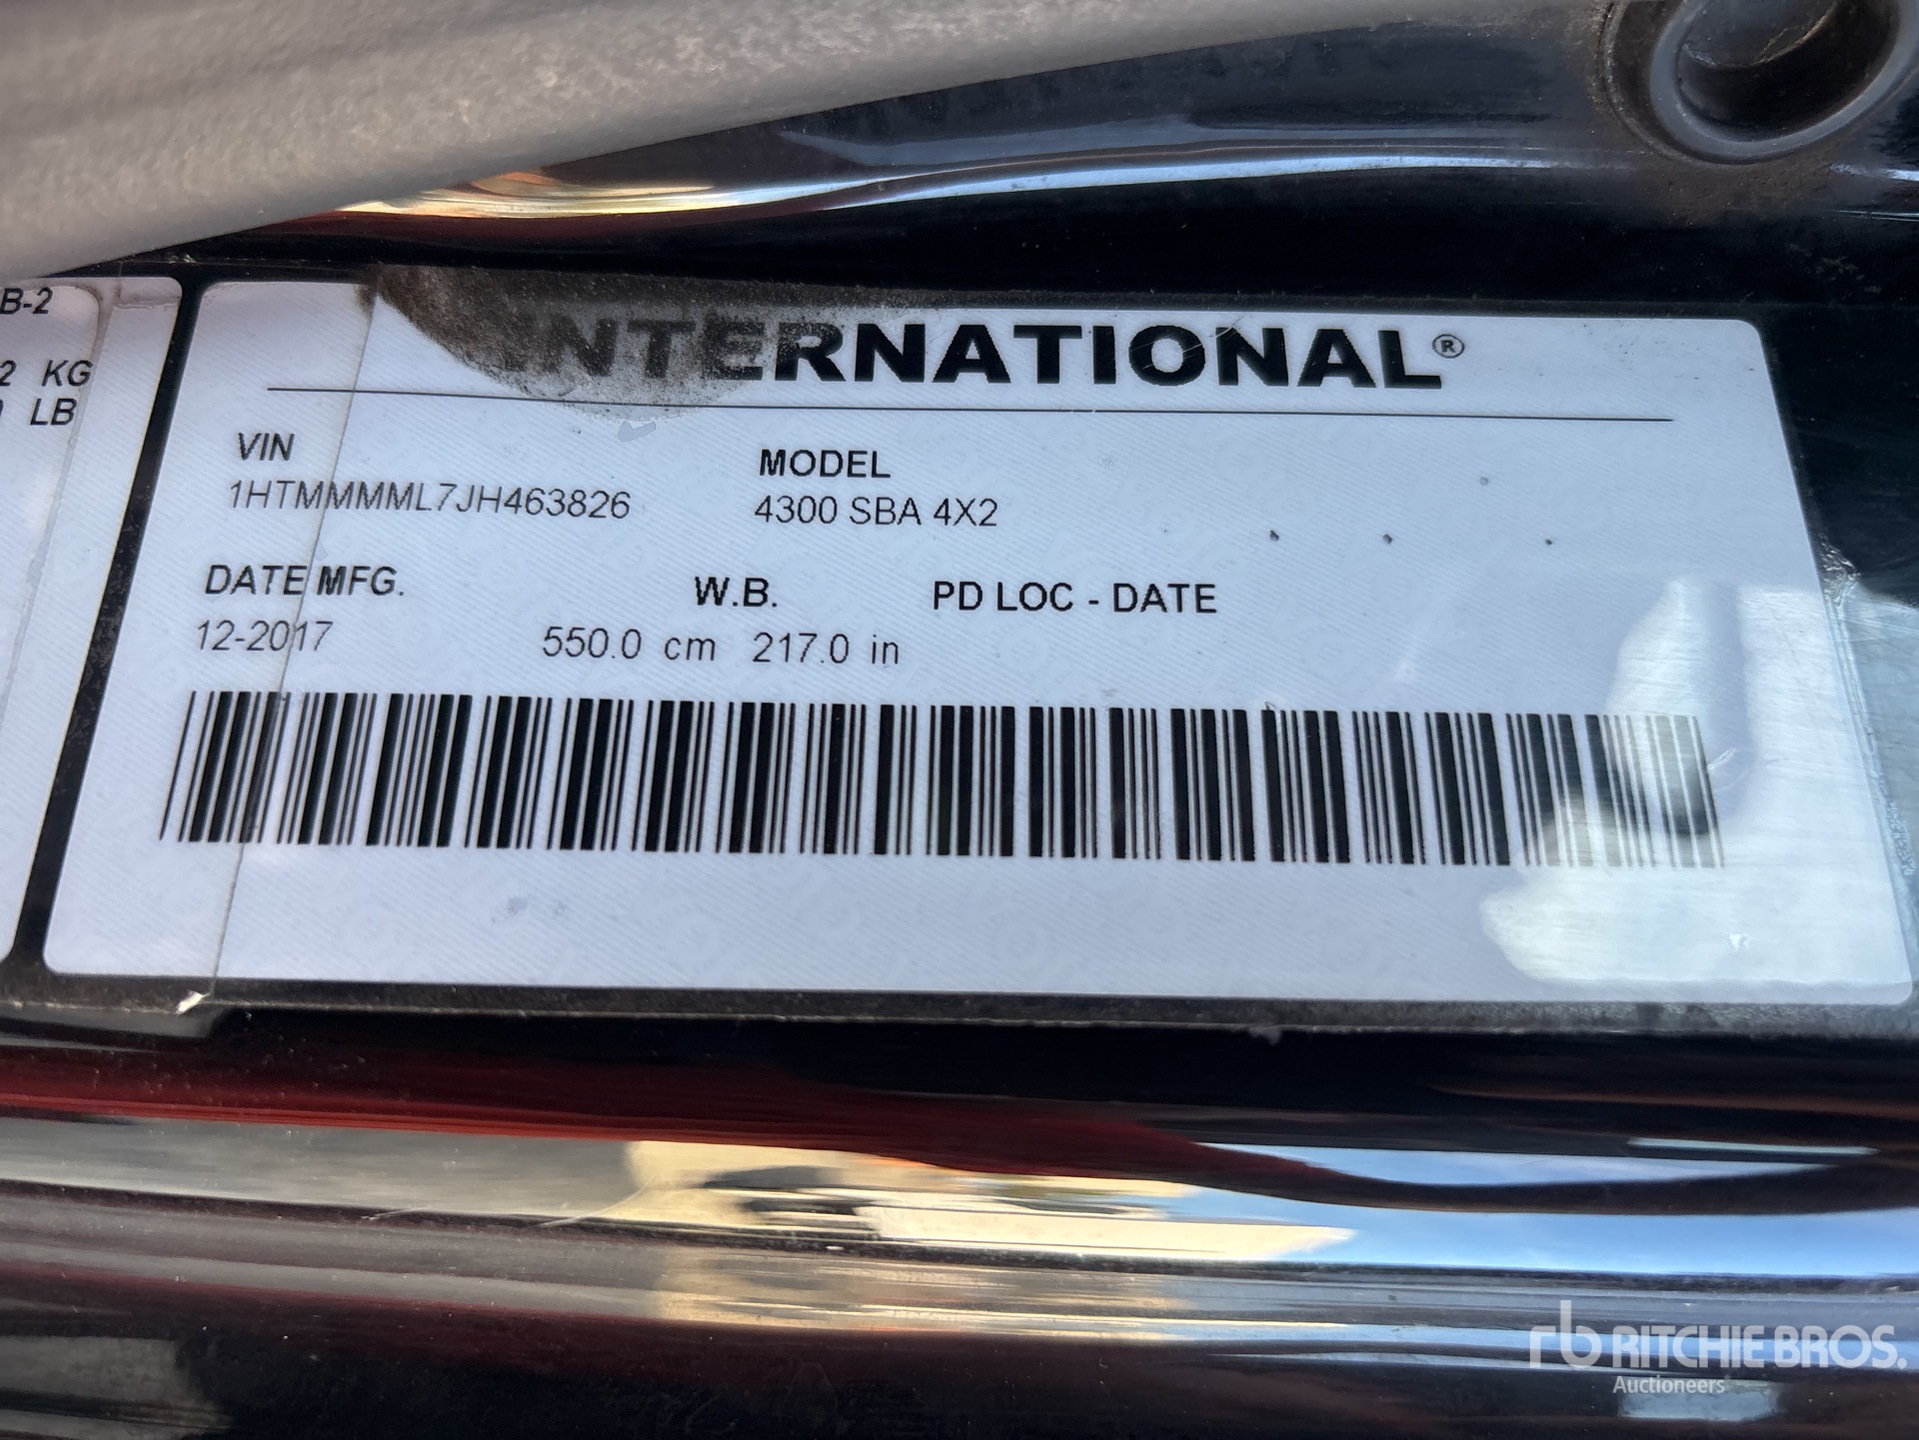 B-2
2 KG
LB
INTERNATIONAL®
VIN
1HTMMMML7JH463826
MODEL
4300 SBA 4X2
DATE MFG.
12-2017
W.B.
550.0 cm 217.0 in
PD LOC - DATE
rb RITCHIE BROS.
Auctioneers